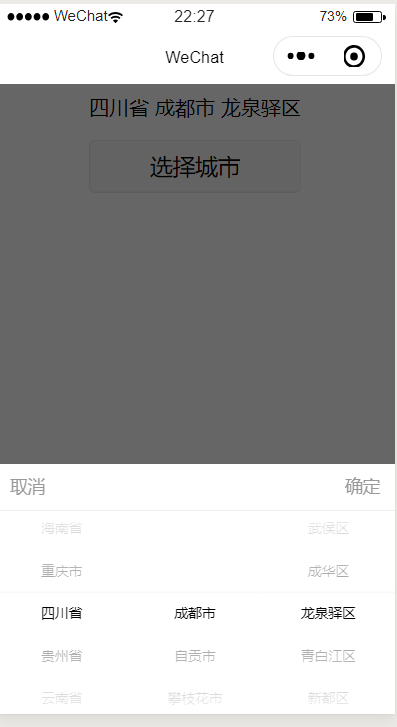 ●●●●● WeChat 22:27 73%
WeChat
四川省 成都市 龙泉驿区
选择城市
取消 确定
海南省 武侯区
重庆市 成华区
四川省 成都市 龙泉驿区
贵州省 自贡市 青白江区
云南省 攀枝花市 新都区